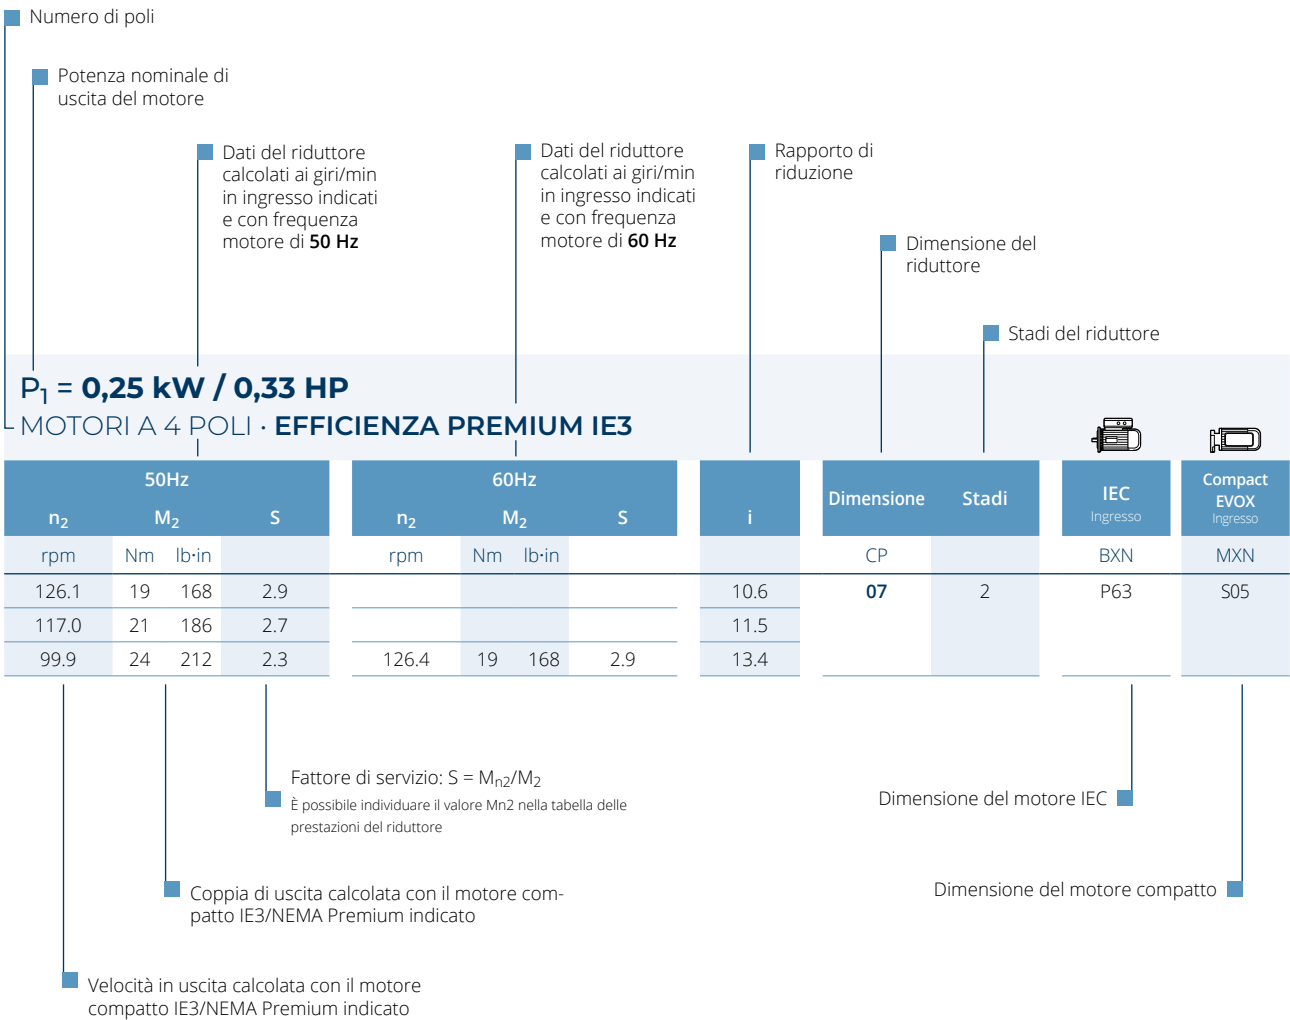 Numero di poli
Potenza nominale di
uscita del motore
Dati del riduttore
calcolati ai giri/min
in ingresso indicati
e con frequenza
motore di 50 Hz
Dati del riduttore
calcolati ai giri/min
in ingresso indicati
e con frequenza
motore di 60 Hz
Rapporto di
riduzione
Dimensione del
riduttore
Stadi del riduttore
P1 = 0,25 kW / 0,33 HP
MOTORI A 4 POLI · EFFICIENZA PREMIUM IE3
50Hz 60Hz i Dimensione Stadi IEC Ingresso Compact EVOX Ingresso
n2 M2 S n2 M2 S
rpm Nm lb·in rpm Nm lb·in CP BXN MXN
126.1 19 168 2.9 10.6 07 2 P63 S05
117.0 21 186 2.7 11.5
99.9 24 212 2.3 126.4 19 168 2.9 13.4
Fattore di servizio: S = Mn2/M2
È possibile individuare il valore Mn2 nella tabella delle
prestazioni del riduttore
Dimensione del motore IEC
Coppia di uscita calcolata con il motore com-
patto IE3/NEMA Premium indicato
Dimensione del motore compatto
Velocità in uscita calcolata con il motore
compatto IE3/NEMA Premium indicato